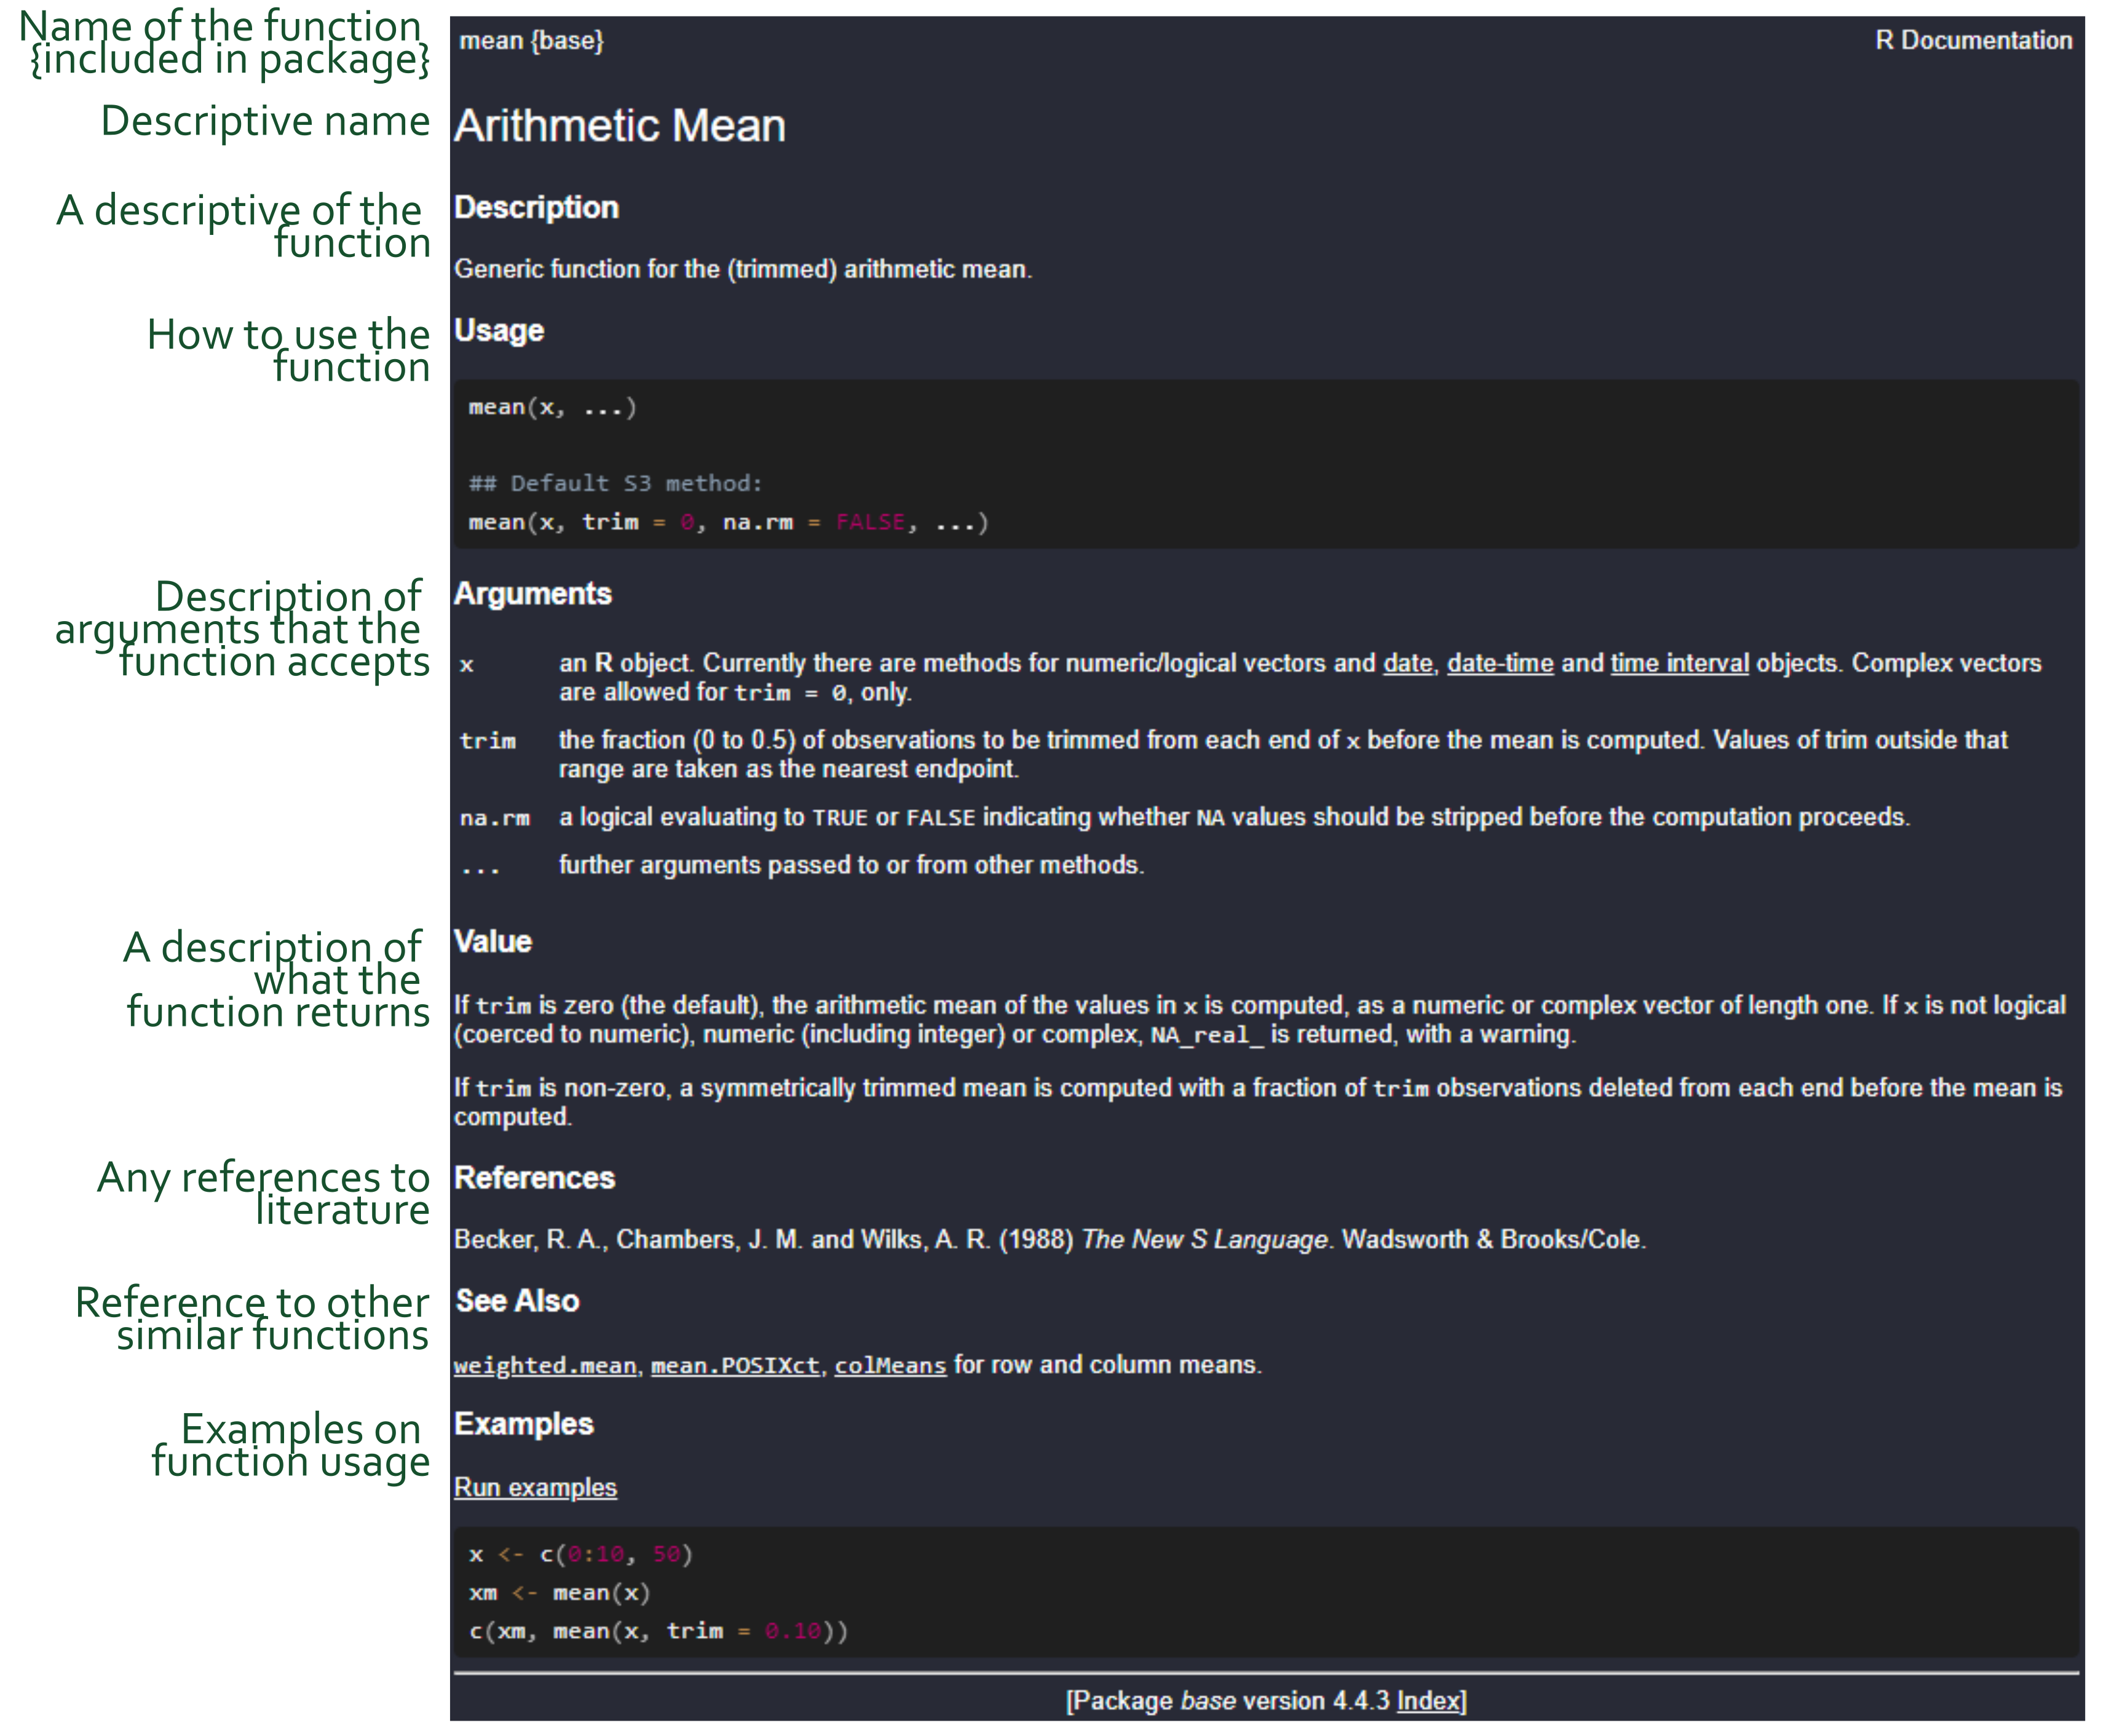 Name of the function
{included in package}
mean {base}
R Documentation
Descriptive name
Arithmetic Mean
A descriptive of the
function
Description
Generic function for the (trimmed) arithmetic mean.
How to use the
function
Usage
mean(x, ...)
## Default S3 method:
mean(x, trim = 0, na.rm = FALSE, ...)
Description of
arguments that the
function accepts
Arguments
x an R object. Currently there are methods for numeric/logical vectors and date, date-time and time interval objects. Complex vectors
are allowed for trim = 0, only.
trim the fraction (0 to 0.5) of observations to be trimmed from each end of x before the mean is computed. Values of trim outside that
range are taken as the nearest endpoint.
na.rm a logical evaluating to TRUE or FALSE indicating whether NA values should be stripped before the computation proceeds.
... further arguments passed to or from other methods.
A description of
what the
function returns
Value
If trim is zero (the default), the arithmetic mean of the values in x is computed, as a numeric or complex vector of length one. If x is not logical
(coerced to numeric), numeric (including integer) or complex, NA_real_ is returned, with a warning.
If trim is non-zero, a symmetrically trimmed mean is computed with a fraction of trim observations deleted from each end before the mean is
computed.
Any references to
literature
References
Becker, R. A., Chambers, J. M. and Wilks, A. R. (1988) The New S Language. Wadsworth & Brooks/Cole.
Reference to other
similar functions
See Also
weighted.mean, mean.POSIXct, colMeans for row and column means.
Examples on
function usage
Examples
Run examples
x <- c(0:10, 50)
xm <- mean(x)
c(xm, mean(x, trim = 0.10))
[Package base version 4.4.3 Index]